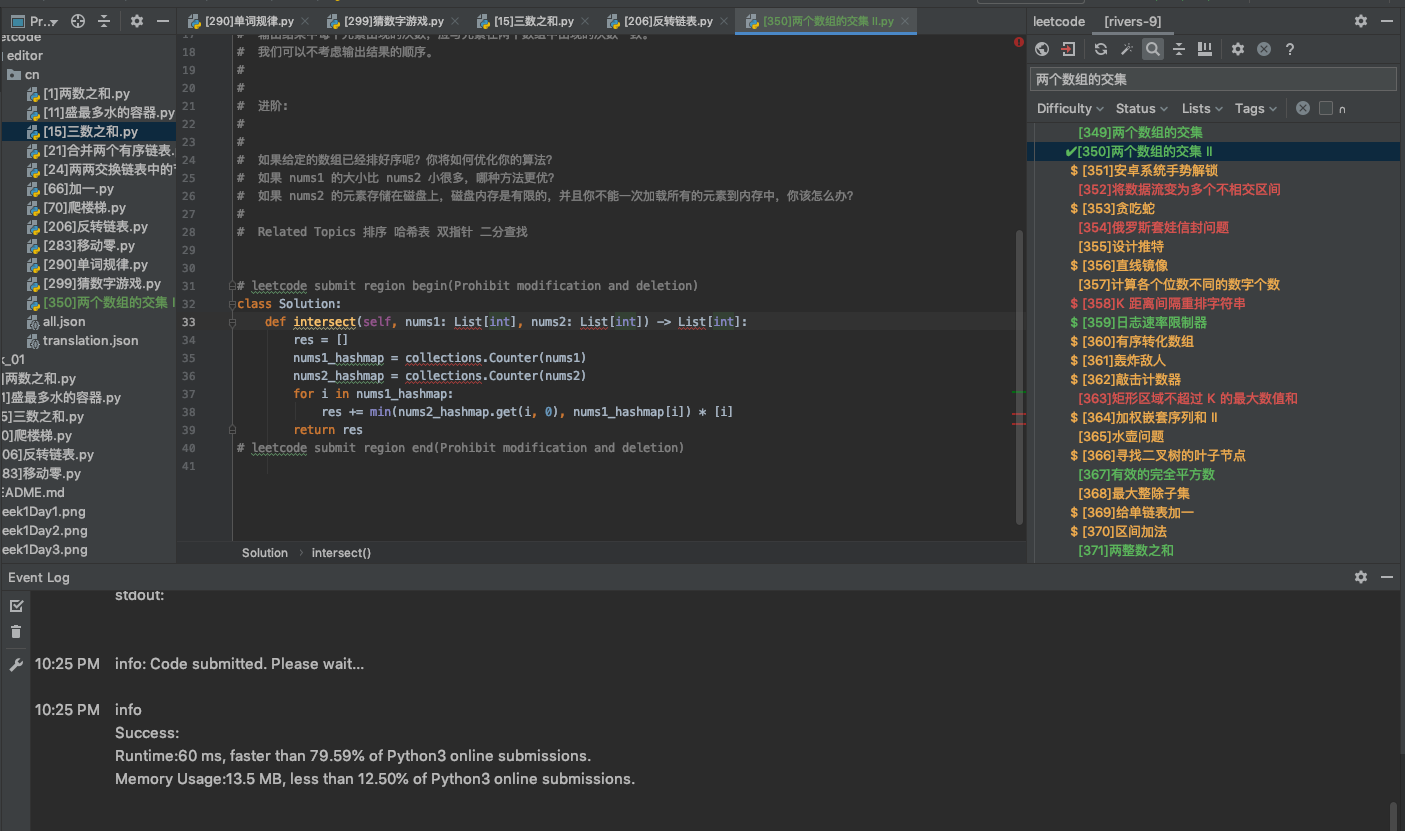 Pr...
[290]单词规律.py
[299]猜数字游戏.py
[15]三数之和.py
[206]反转链表.py
[350]两个数组的交集 II.py
leetcode
[rivers-9]
editor
cn
[1]两数之和.py
[11]盛最多水的容器.py
[15]三数之和.py
[21]合并两个有序链表.
[24]两两交换链表中的
[66]加一.py
[70]爬楼梯.py
[206]反转链表.py
[283]移动零.py
[290]单词规律.py
[299]猜数字游戏.py
[350]两个数组的交集 I
all.json
translation.json
k_01
]两数之和.py
1]盛最多水的容器.py
5]三数之和.py
0]爬楼梯.py
06]反转链表.py
83]移动零.py
EADME.md
eek1Day1.png
eek1Day2.png
eek1Day3.png
18 # 我们可以不考虑输出结果的顺序。
19 #
20 #
21 # 进阶:
22 #
23 #
24 # 如果给定的数组已经排好序呢？你将如何优化你的算法？
25 # 如果 nums1 的大小比 nums2 小很多，哪种方法更优？
26 # 如果 nums2 的元素存储在磁盘上，磁盘内存是有限的，并且你不能一次加载所有的元素到内存中，你该怎么办？
27 #
28 # Related Topics 排序 哈希表 双指针 二分查找
29
30
31 # leetcode submit region begin(Prohibit modification and deletion)
32 class Solution:
33     def intersect(self, nums1: List[int], nums2: List[int]) -> List[int]:
34         res = []
35         nums1_hashmap = collections.Counter(nums1)
36         nums2_hashmap = collections.Counter(nums2)
37         for i in nums1_hashmap:
38             res += min(nums2_hashmap.get(i, 0), nums1_hashmap[i]) * [i]
39         return res
40 # leetcode submit region end(Prohibit modification and deletion)
41
Solution › intersect()
两个数组的交集
Difficulty Status Lists Tags
[349]两个数组的交集
✔[350]两个数组的交集 II
$ [351]安卓系统手势解锁
[352]将数据流变为多个不相交区间
$ [353]贪吃蛇
[354]俄罗斯套娃信封问题
[355]设计推特
$ [356]直线镜像
[357]计算各个位数不同的数字个数
$ [358]K 距离间隔重排字符串
$ [359]日志速率限制器
$ [360]有序转化数组
$ [361]轰炸敌人
$ [362]敲击计数器
[363]矩形区域不超过 K 的最大数值和
$ [364]加权嵌套序列和 II
[365]水壶问题
$ [366]寻找二叉树的叶子节点
[367]有效的完全平方数
[368]最大整除子集
$ [369]给单链表加一
$ [370]区间加法
[371]两整数之和
Event Log
stdout:
10:25 PM info: Code submitted. Please wait...
10:25 PM info
Success:
Runtime:60 ms, faster than 79.59% of Python3 online submissions.
Memory Usage:13.5 MB, less than 12.50% of Python3 online submissions.